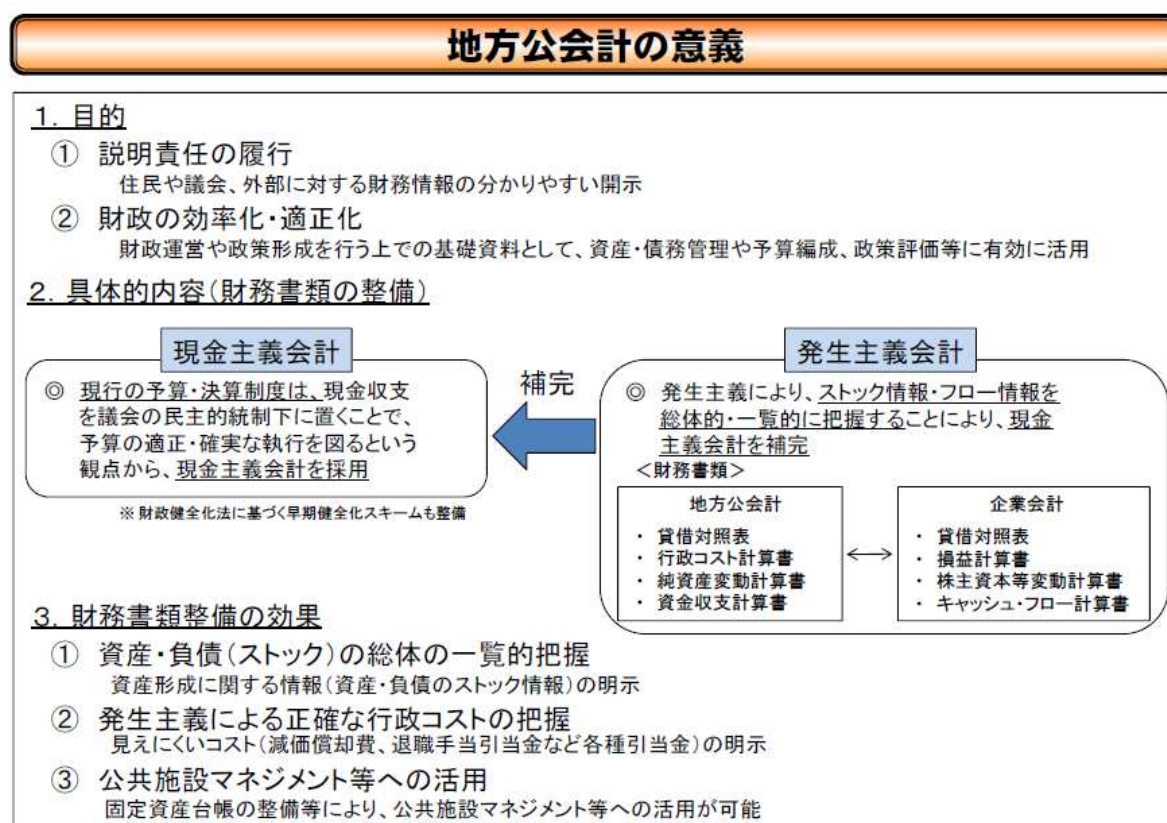 地方公会計の意義
1. 目的
① 説明責任の履行
住民や議会、外部に対する財務情報の分かりやすい開示
② 財政の効率化・適正化
財政運営や政策形成を行う上での基礎資料として、資産・債務管理や予算編成、政策評価等に有効に活用
2. 具体的内容(財務書類の整備)
現金主義会計
◎ 現行の予算・決算制度は、現金収支
を議会の民主的統制下に置くことで、
予算の適正・確実な執行を図るという
観点から、現金主義会計を採用
※ 財政健全化法に基づく早期健全化スキームも整備
補完
発生主義会計
◎ 発生主義により、ストック情報・フロー情報を
総体的・一覧的に把握することにより、現金
主義会計を補完
<財務書類>
地方公会計
・ 貸借対照表
・ 行政コスト計算書
・ 純資産変動計算書
・ 資金収支計算書
企業会計
・ 貸借対照表
・ 損益計算書
・ 株主資本等変動計算書
・ キャッシュ・フロー計算書
3. 財務書類整備の効果
① 資産・負債(ストック)の総体の一覧的把握
資産形成に関する情報(資産・負債のストック情報)の明示
② 発生主義による正確な行政コストの把握
見えにくいコスト(減価償却費、退職手当引当金など各種引当金)の明示
③ 公共施設マネジメント等への活用
固定資産台帳の整備等により、公共施設マネジメント等への活用が可能